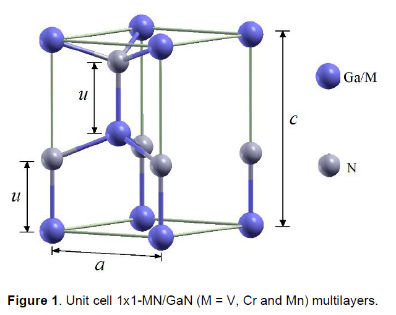 u
Ga/M
c
N
u
a
Figure 1. Unit cell 1x1-MN/GaN (M = V, Cr and Mn) multilayers.